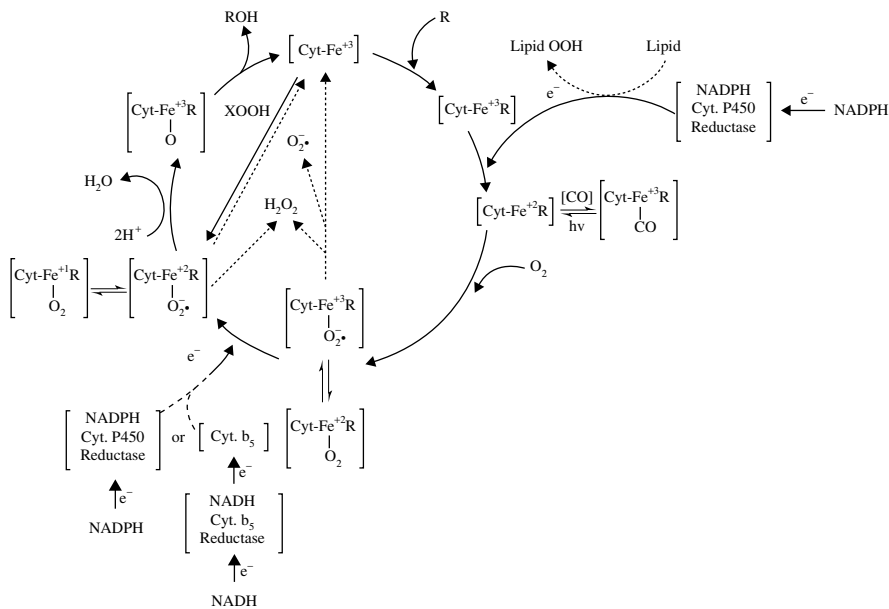 ROH
[Cyt-Fe⁺³]
R
Lipid OOH
Lipid
e⁻
NADPH
Cyt. P450
Reductase
e⁻
NADPH
Cyt-Fe⁺³R
O
XOOH
[Cyt-Fe⁺³R]
O₂⁻•
H₂O
H₂O₂
2H⁺
[Cyt-Fe⁺²R]
[CO]
hν
Cyt-Fe⁺³R
CO
Cyt-Fe⁺¹R
O₂
Cyt-Fe⁺²R
O₂⁻•
O₂
Cyt-Fe⁺³R
O₂⁻•
e⁻
NADPH
Cyt. P450
Reductase
or
[Cyt. b₅]
Cyt-Fe⁺²R
O₂
e⁻
NADPH
e⁻
NADH
Cyt. b₅
Reductase
e⁻
NADH